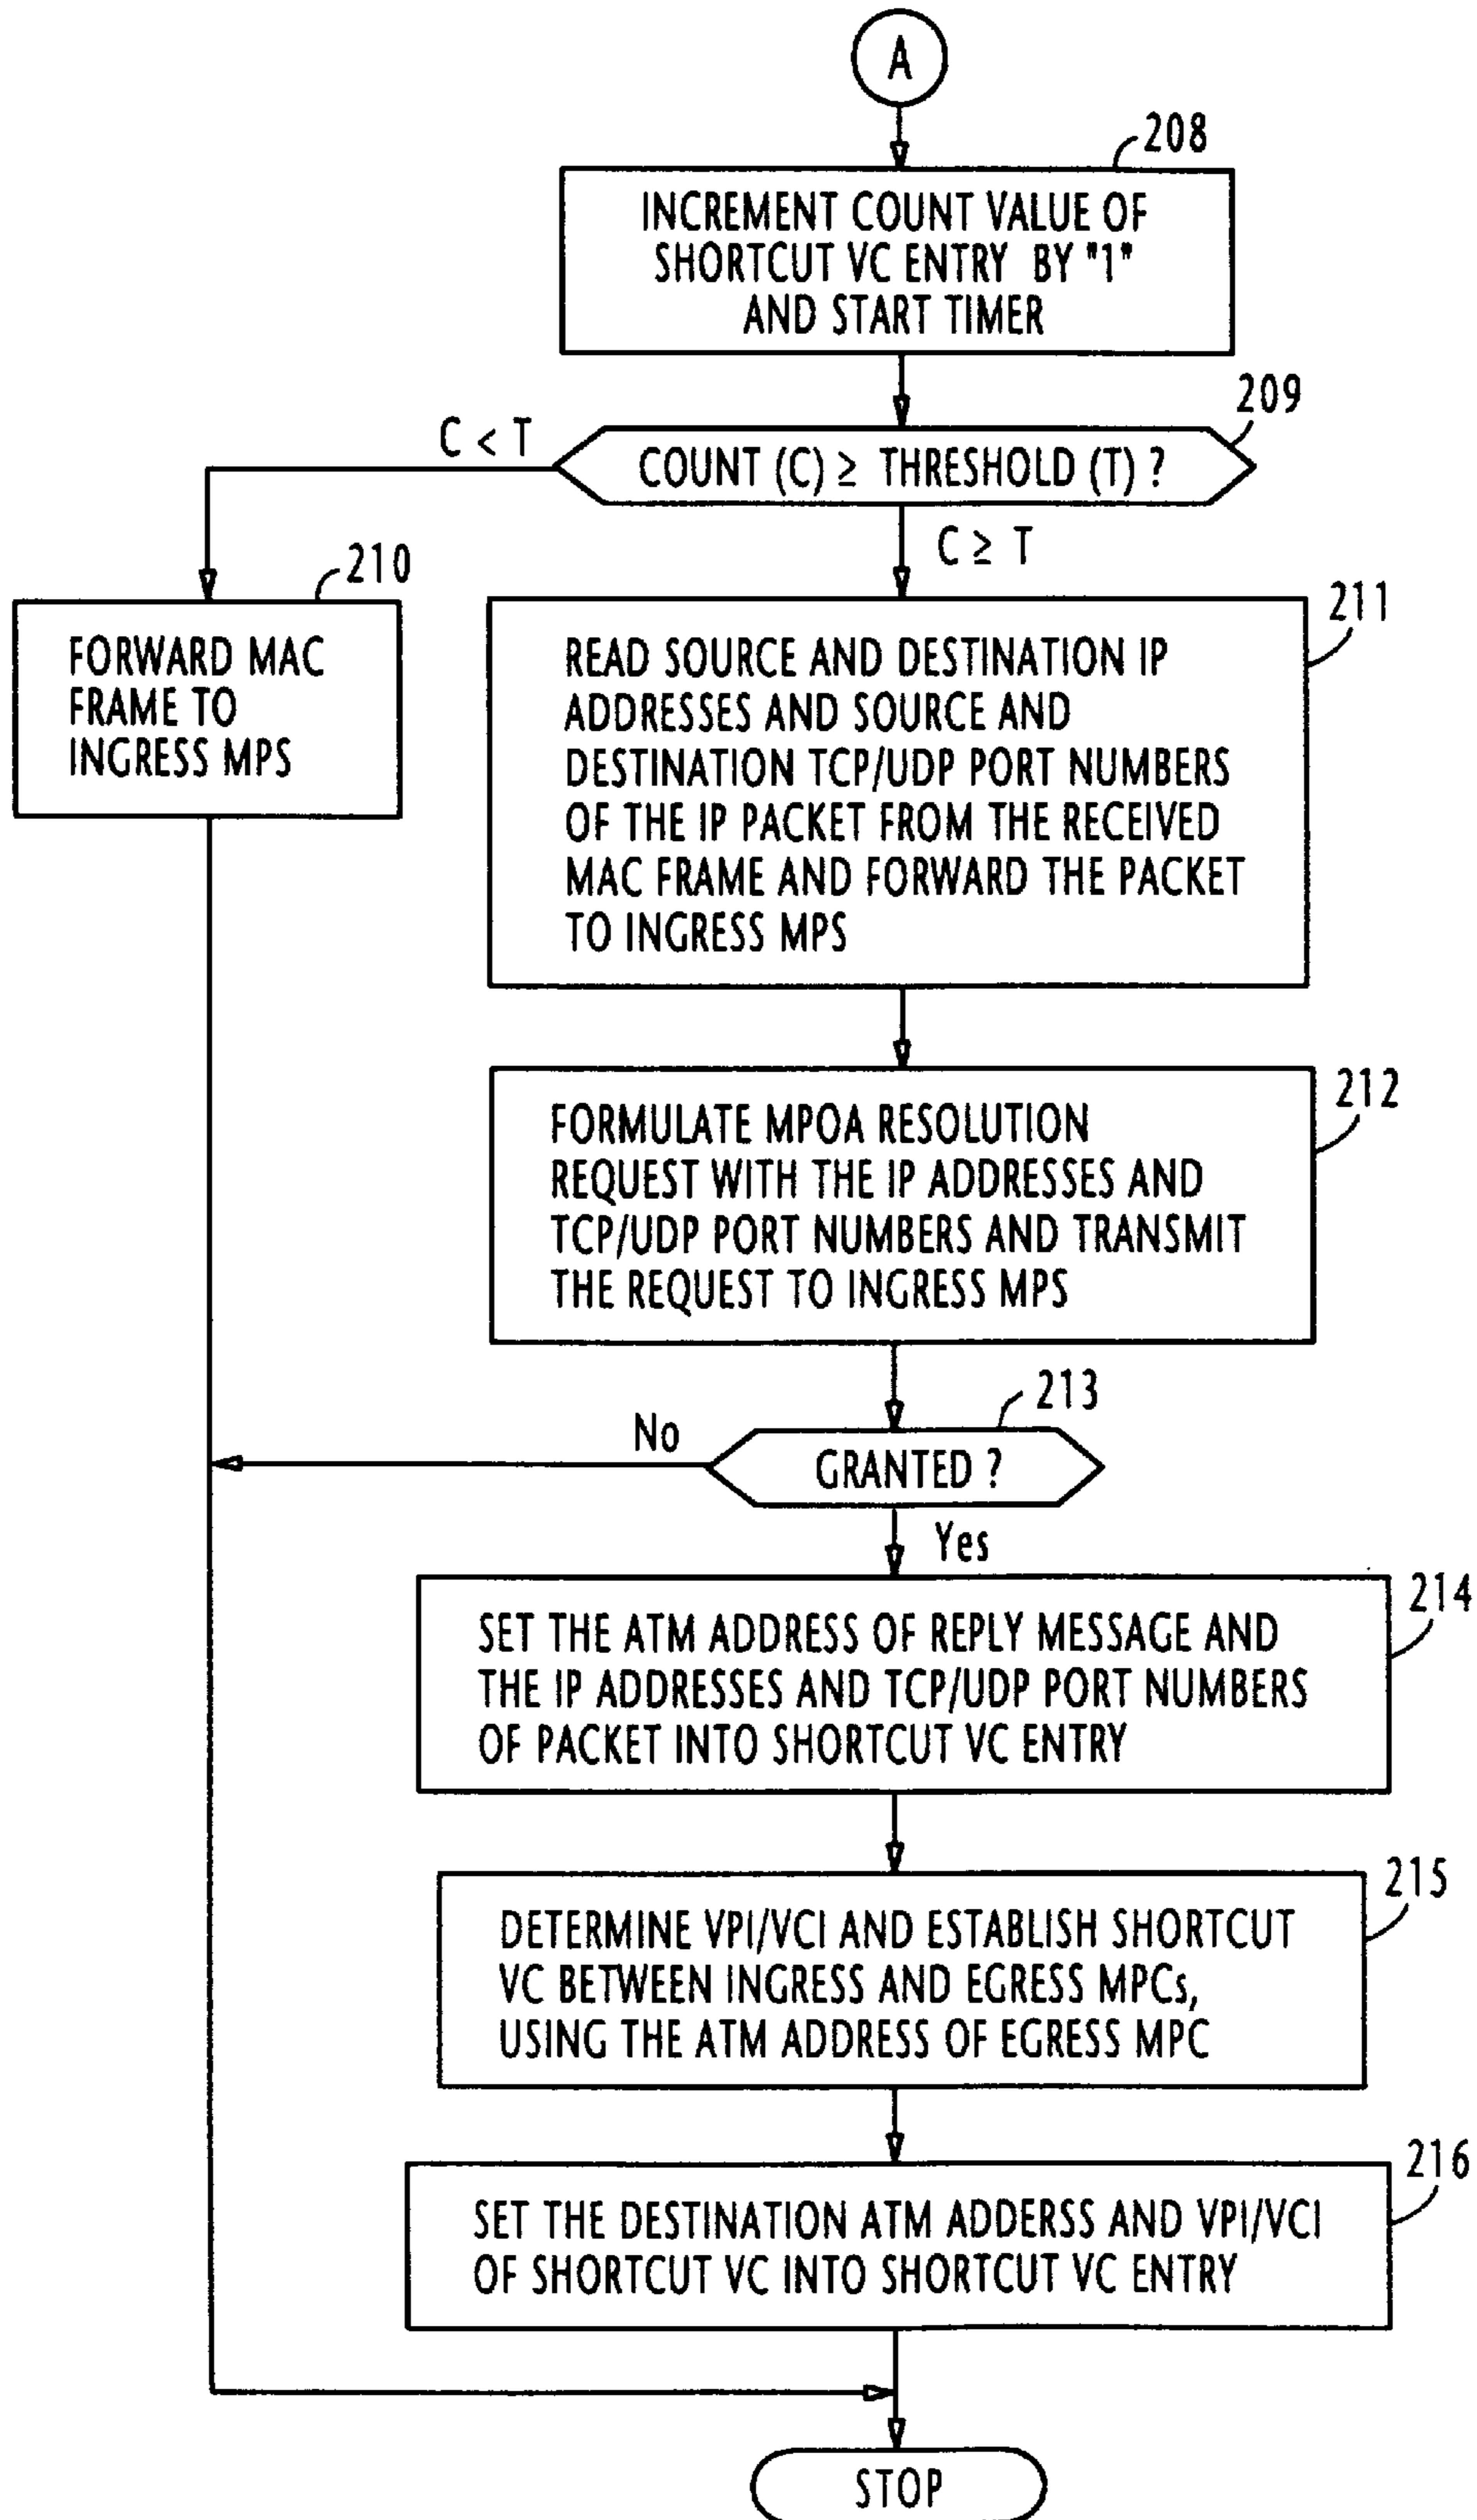 A
208
INCREMENT COUNT VALUE OF
SHORTCUT VC ENTRY BY "1"
AND START TIMER
209
C < T
COUNT (C) ≥ THRESHOLD (T) ?
C ≥ T
210
FORWARD MAC
FRAME TO
INGRESS MPS
211
READ SOURCE AND DESTINATION IP
ADDRESSES AND SOURCE AND
DESTINATION TCP/UDP PORT NUMBERS
OF THE IP PACKET FROM THE RECEIVED
MAC FRAME AND FORWARD THE PACKET
TO INGRESS MPS
212
FORMULATE MPOA RESOLUTION
REQUEST WITH THE IP ADDRESSES AND
TCP/UDP PORT NUMBERS AND TRANSMIT
THE REQUEST TO INGRESS MPS
213
No
GRANTED ?
Yes
214
SET THE ATM ADDRESS OF REPLY MESSAGE AND
THE IP ADDRESSES AND TCP/UDP PORT NUMBERS
OF PACKET INTO SHORTCUT VC ENTRY
215
DETERMINE VPI/VCI AND ESTABLISH SHORTCUT
VC BETWEEN INGRESS AND EGRESS MPCs,
USING THE ATM ADDRESS OF EGRESS MPC
216
SET THE DESTINATION ATM ADDERSS AND VPI/VCI
OF SHORTCUT VC INTO SHORTCUT VC ENTRY
STOP